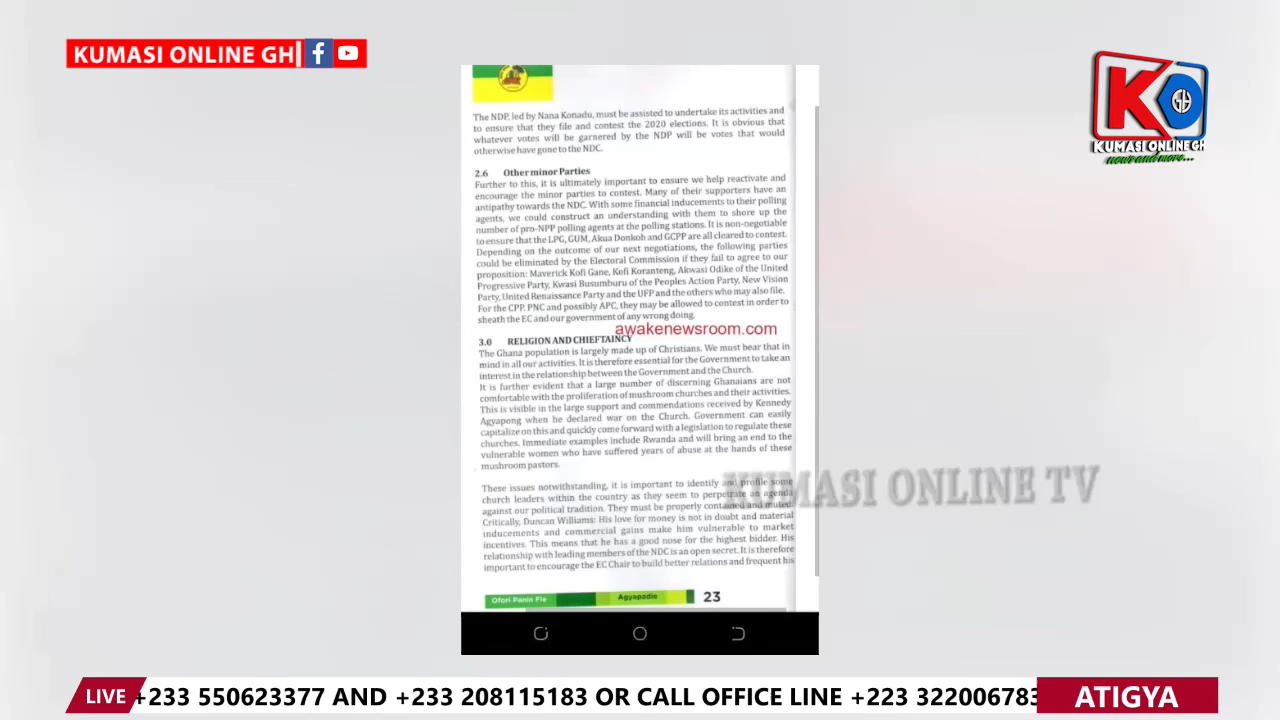 KUMASI ONLINE GH
KO
GH
KUMASI ONLINE GH
news and more...
The NDP, led by Nana Konadu, must be assisted to undertake its activities and
to ensure that they file and contest the 2020 elections. It is obvious that
whatever votes will be garnered by the NDP will be votes that would
otherwise have gone to the NDC.
2.6 Other minor Parties
Further to this, it is ultimately important to ensure we help reactivate and
encourage the minor parties to contest. Many of their supporters have an
antipathy towards the NDC. With some financial inducements to their polling
agents, we could construct an understanding with them to shore up the
number of pro-NPP polling agents at the polling stations. It is non-negotiable
to ensure that the LPG, GUM, Akua Donkoh and GCPP are all cleared to contest.
Depending on the outcome of our next negotiations, the following parties
could be eliminated by the Electoral Commission if they fail to agree to our
proposition: Maverick Kofi Gane, Kofi Koranteng, Akwasi Odike of the United
Progressive Party, Kwasi Busumburu of the Peoples Action Party, New Vision
Party, United Renaissance Party and the UFP and the others who may also file.
For the CPP, PNC and possibly APC, they may be allowed to contest in order to
sheath the EC and our government of any wrong doing.
awakenewsroom.com
3.0 RELIGION AND CHIEFTAINCY
The Ghana population is largely made up of Christians. We must bear that in
mind in all our activities. It is therefore essential for the Government to take an
interest in the relationship between the Government and the Church.
It is further evident that a large number of discerning Ghanaians are not
comfortable with the proliferation of mushroom churches and their activities.
This is visible in the large support and commendations received by Kennedy
Agyapong when he declared war on the Church. Government can easily
capitalize on this and quickly come forward with a legislation to regulate these
churches. Immediate examples include Rwanda and will bring an end to the
vulnerable women who have suffered years of abuse at the hands of these
mushroom pastors.
These issues notwithstanding, it is important to identify and profile some
church leaders within the country as they seem to perpetrate an agenda
against our political tradition. They must be properly contained and muted.
Critically, Duncan Williams: His love for money is not in doubt and material
inducements and commercial gains make him vulnerable to market
incentives. This means that he has a good nose for the highest bidder. His
relationship with leading members of the NDC is an open secret. It is therefore
important to encourage the EC Chair to build better relations and frequent his
KUMASI ONLINE TV
Ofori Panin Fie Agyapadie 23
LIVE +233 550623377 AND +233 208115183 OR CALL OFFICE LINE +223 322006783 ATIGYA